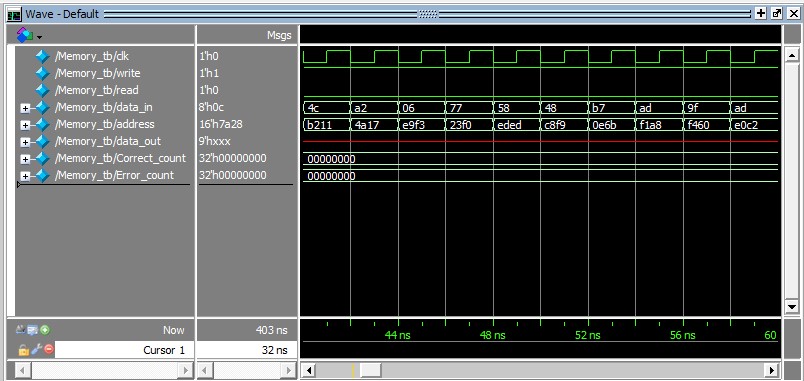 Wave - Default
Msgs
/Memory_tb/clk 1'h0
/Memory_tb/write 1'h1
/Memory_tb/read 1'h0
/Memory_tb/data_in 8'h0c 4c a2 06 77 58 48 b7 ad 9f ad
/Memory_tb/address 16'h7a28 b211 4a17 e9f3 23f0 eded c8f9 0e6b f1a8 f460 e0c2
/Memory_tb/data_out 9'hxxx
/Memory_tb/Correct_count 32'h00000000 00000000
/Memory_tb/Error_count 32'h00000000 00000000
Now 403 ns 44 ns 48 ns 52 ns 56 ns 60
Cursor 1 32 ns